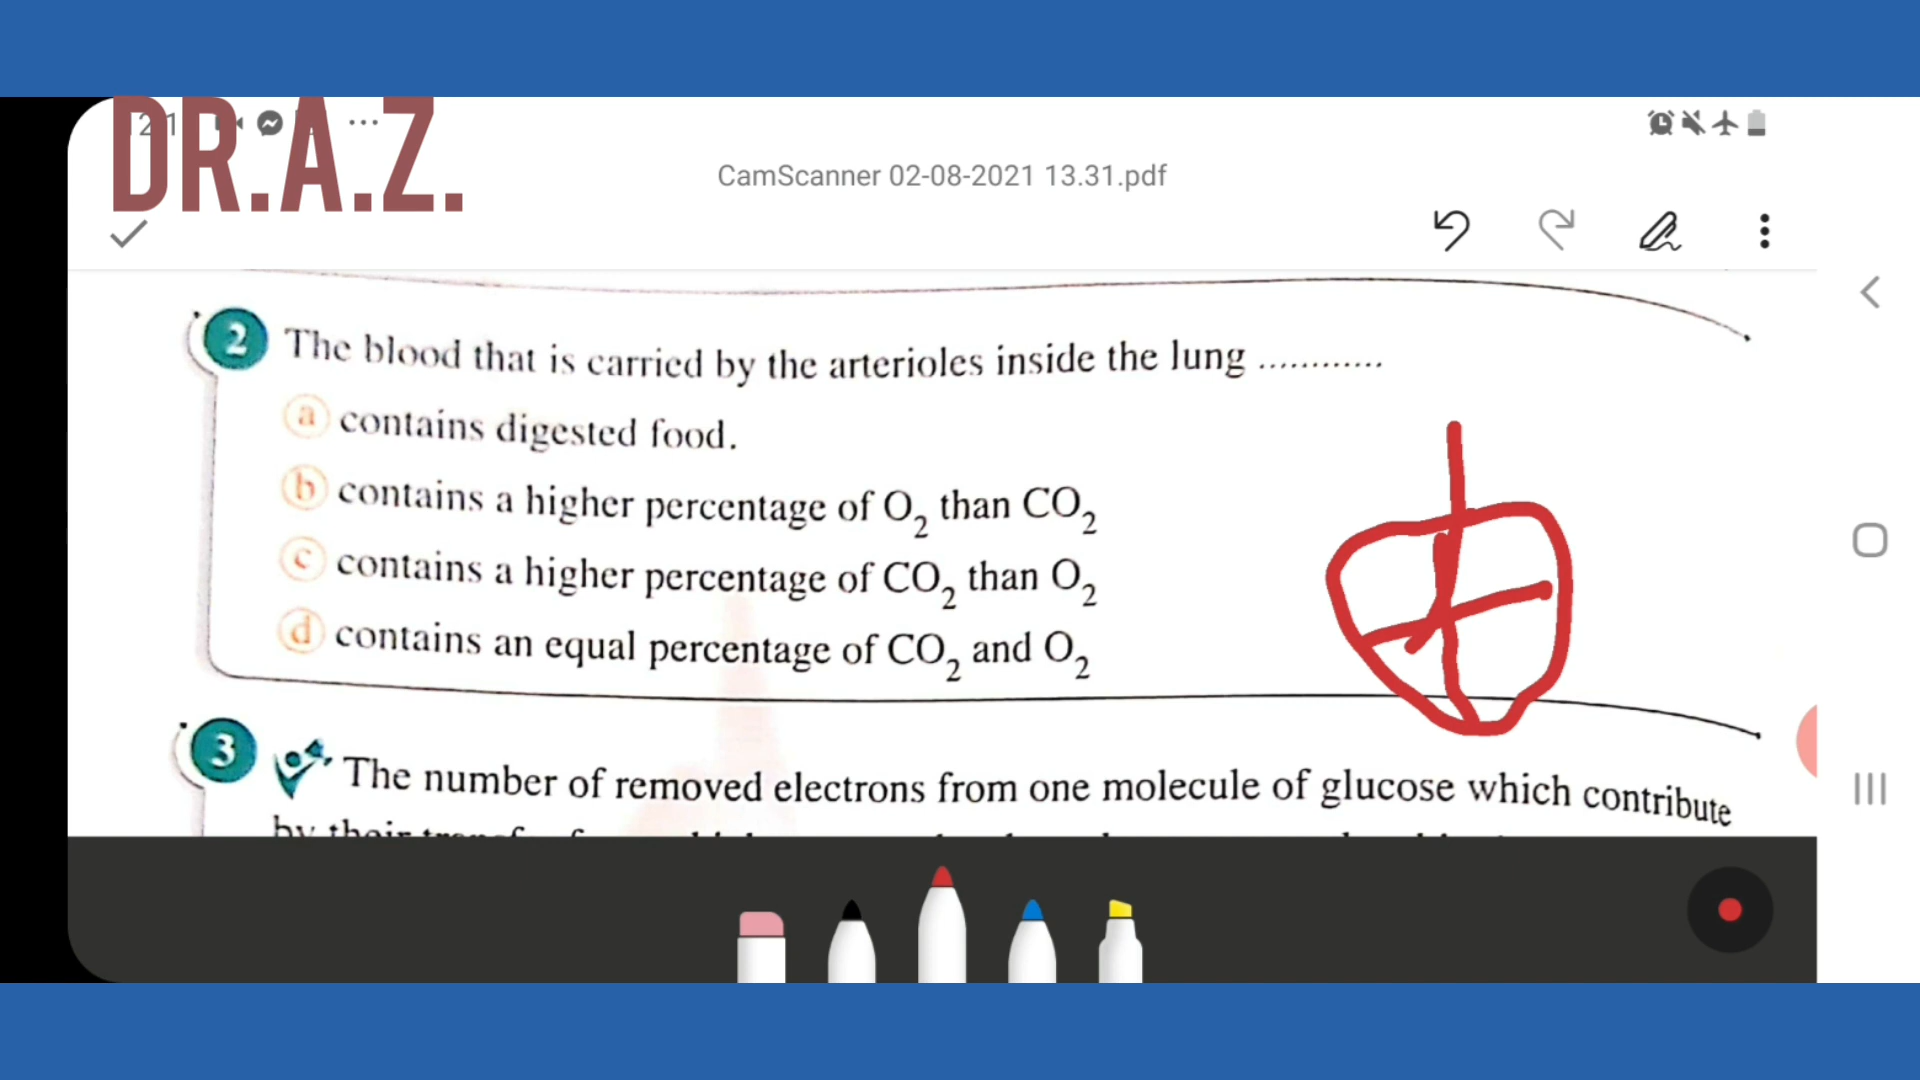 DR.A.Z.
CamScanner 02-08-2021 13.31.pdf
2 The blood that is carried by the arterioles inside the lung ............
a contains digested food.
b contains a higher percentage of O₂ than CO₂
c contains a higher percentage of CO₂ than O₂
d contains an equal percentage of CO₂ and O₂
3 The number of removed electrons from one molecule of glucose which contribute
by their